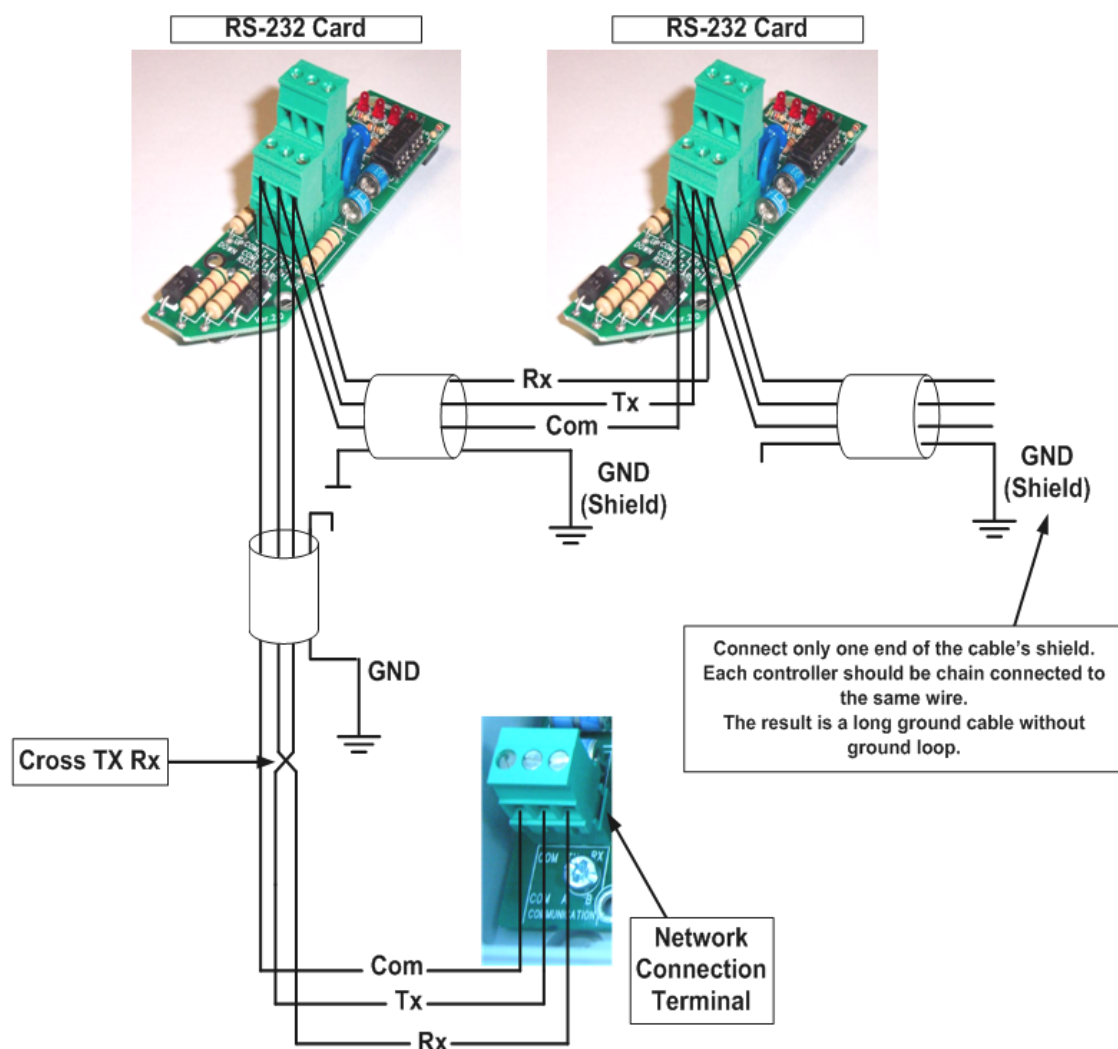 RS-232 Card
RS-232 Card
Rx
Tx
Com
GND
(Shield)
GND
(Shield)
GND
Connect only one end of the cable's shield.
Each controller should be chain connected to
the same wire.
The result is a long ground cable without
ground loop.
Cross TX Rx
COM
RX
COM A B
COMMUNICATION
Network
Connection
Terminal
Com
Tx
Rx